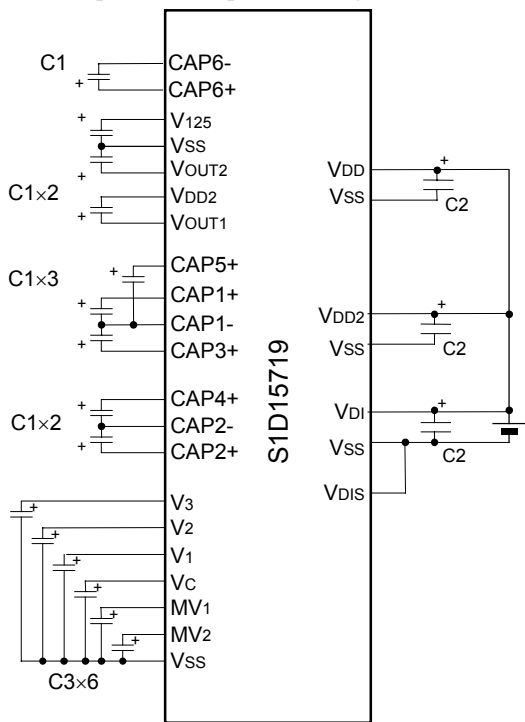 C1
CAP6-
+
CAP6+
+
V125
VSS
+
VOUT2
C1×2
VDD2
+
VOUT1
CAP5+
+
C1×3
CAP1+
+
CAP1-
+
CAP3+
CAP4+
+
C1×2
CAP2-
+
CAP2+
V3
+
V2
+
V1
+
VC
+
MV1
+
MV2
+
VSS
C3×6
S1D15719
VDD
+
VSS
C2
VDD2
+
VSS
C2
VDI
+
VSS
C2
VDIS